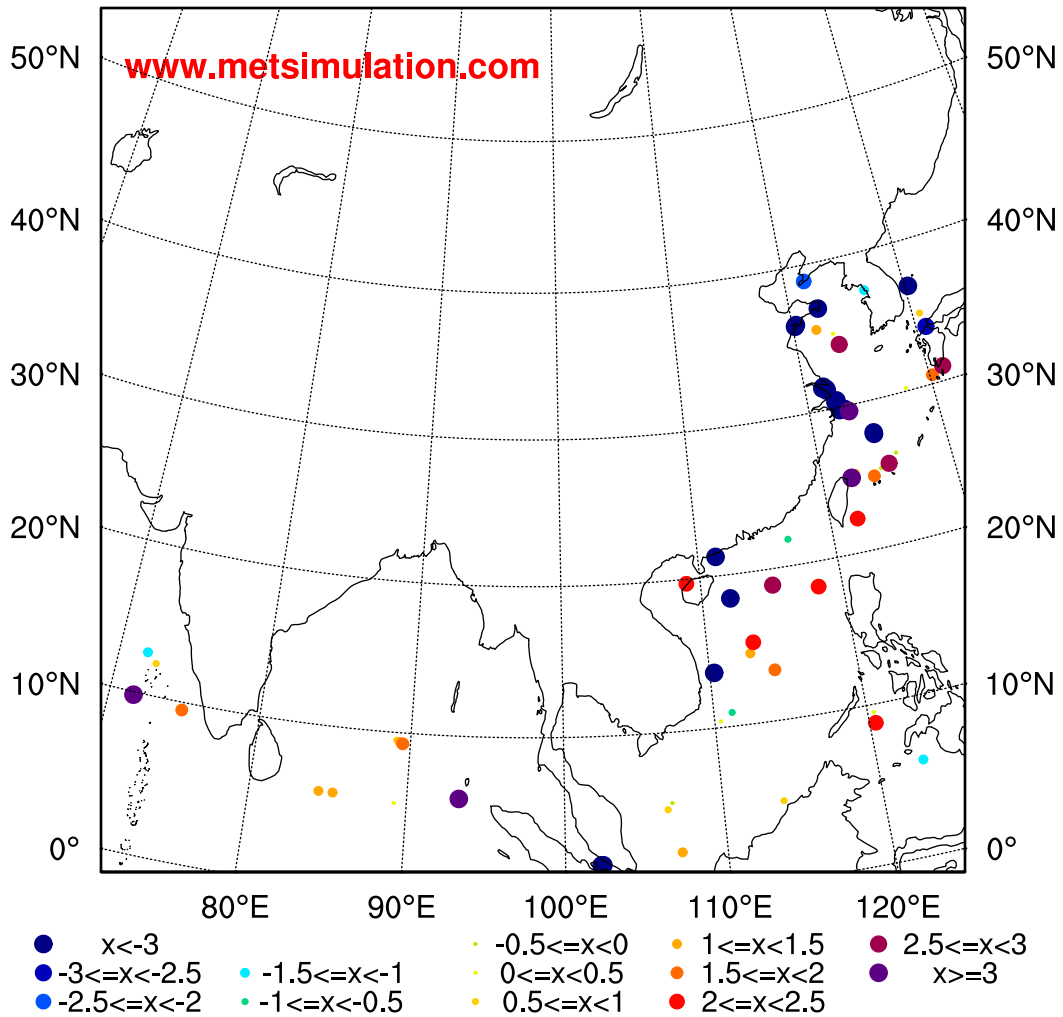 www.metsimulation.com
50°N 50°N
40°N 40°N
30°N 30°N
20°N 20°N
10°N 10°N
0° 0°
80°E 90°E 100°E 110°E 120°E
x<-3 -0.5<=x<0 1<=x<1.5 2.5<=x<3
-3<=x<-2.5 -1.5<=x<-1 0<=x<0.5 1.5<=x<2 x>=3
-2.5<=x<-2 -1<=x<-0.5 0.5<=x<1 2<=x<2.5